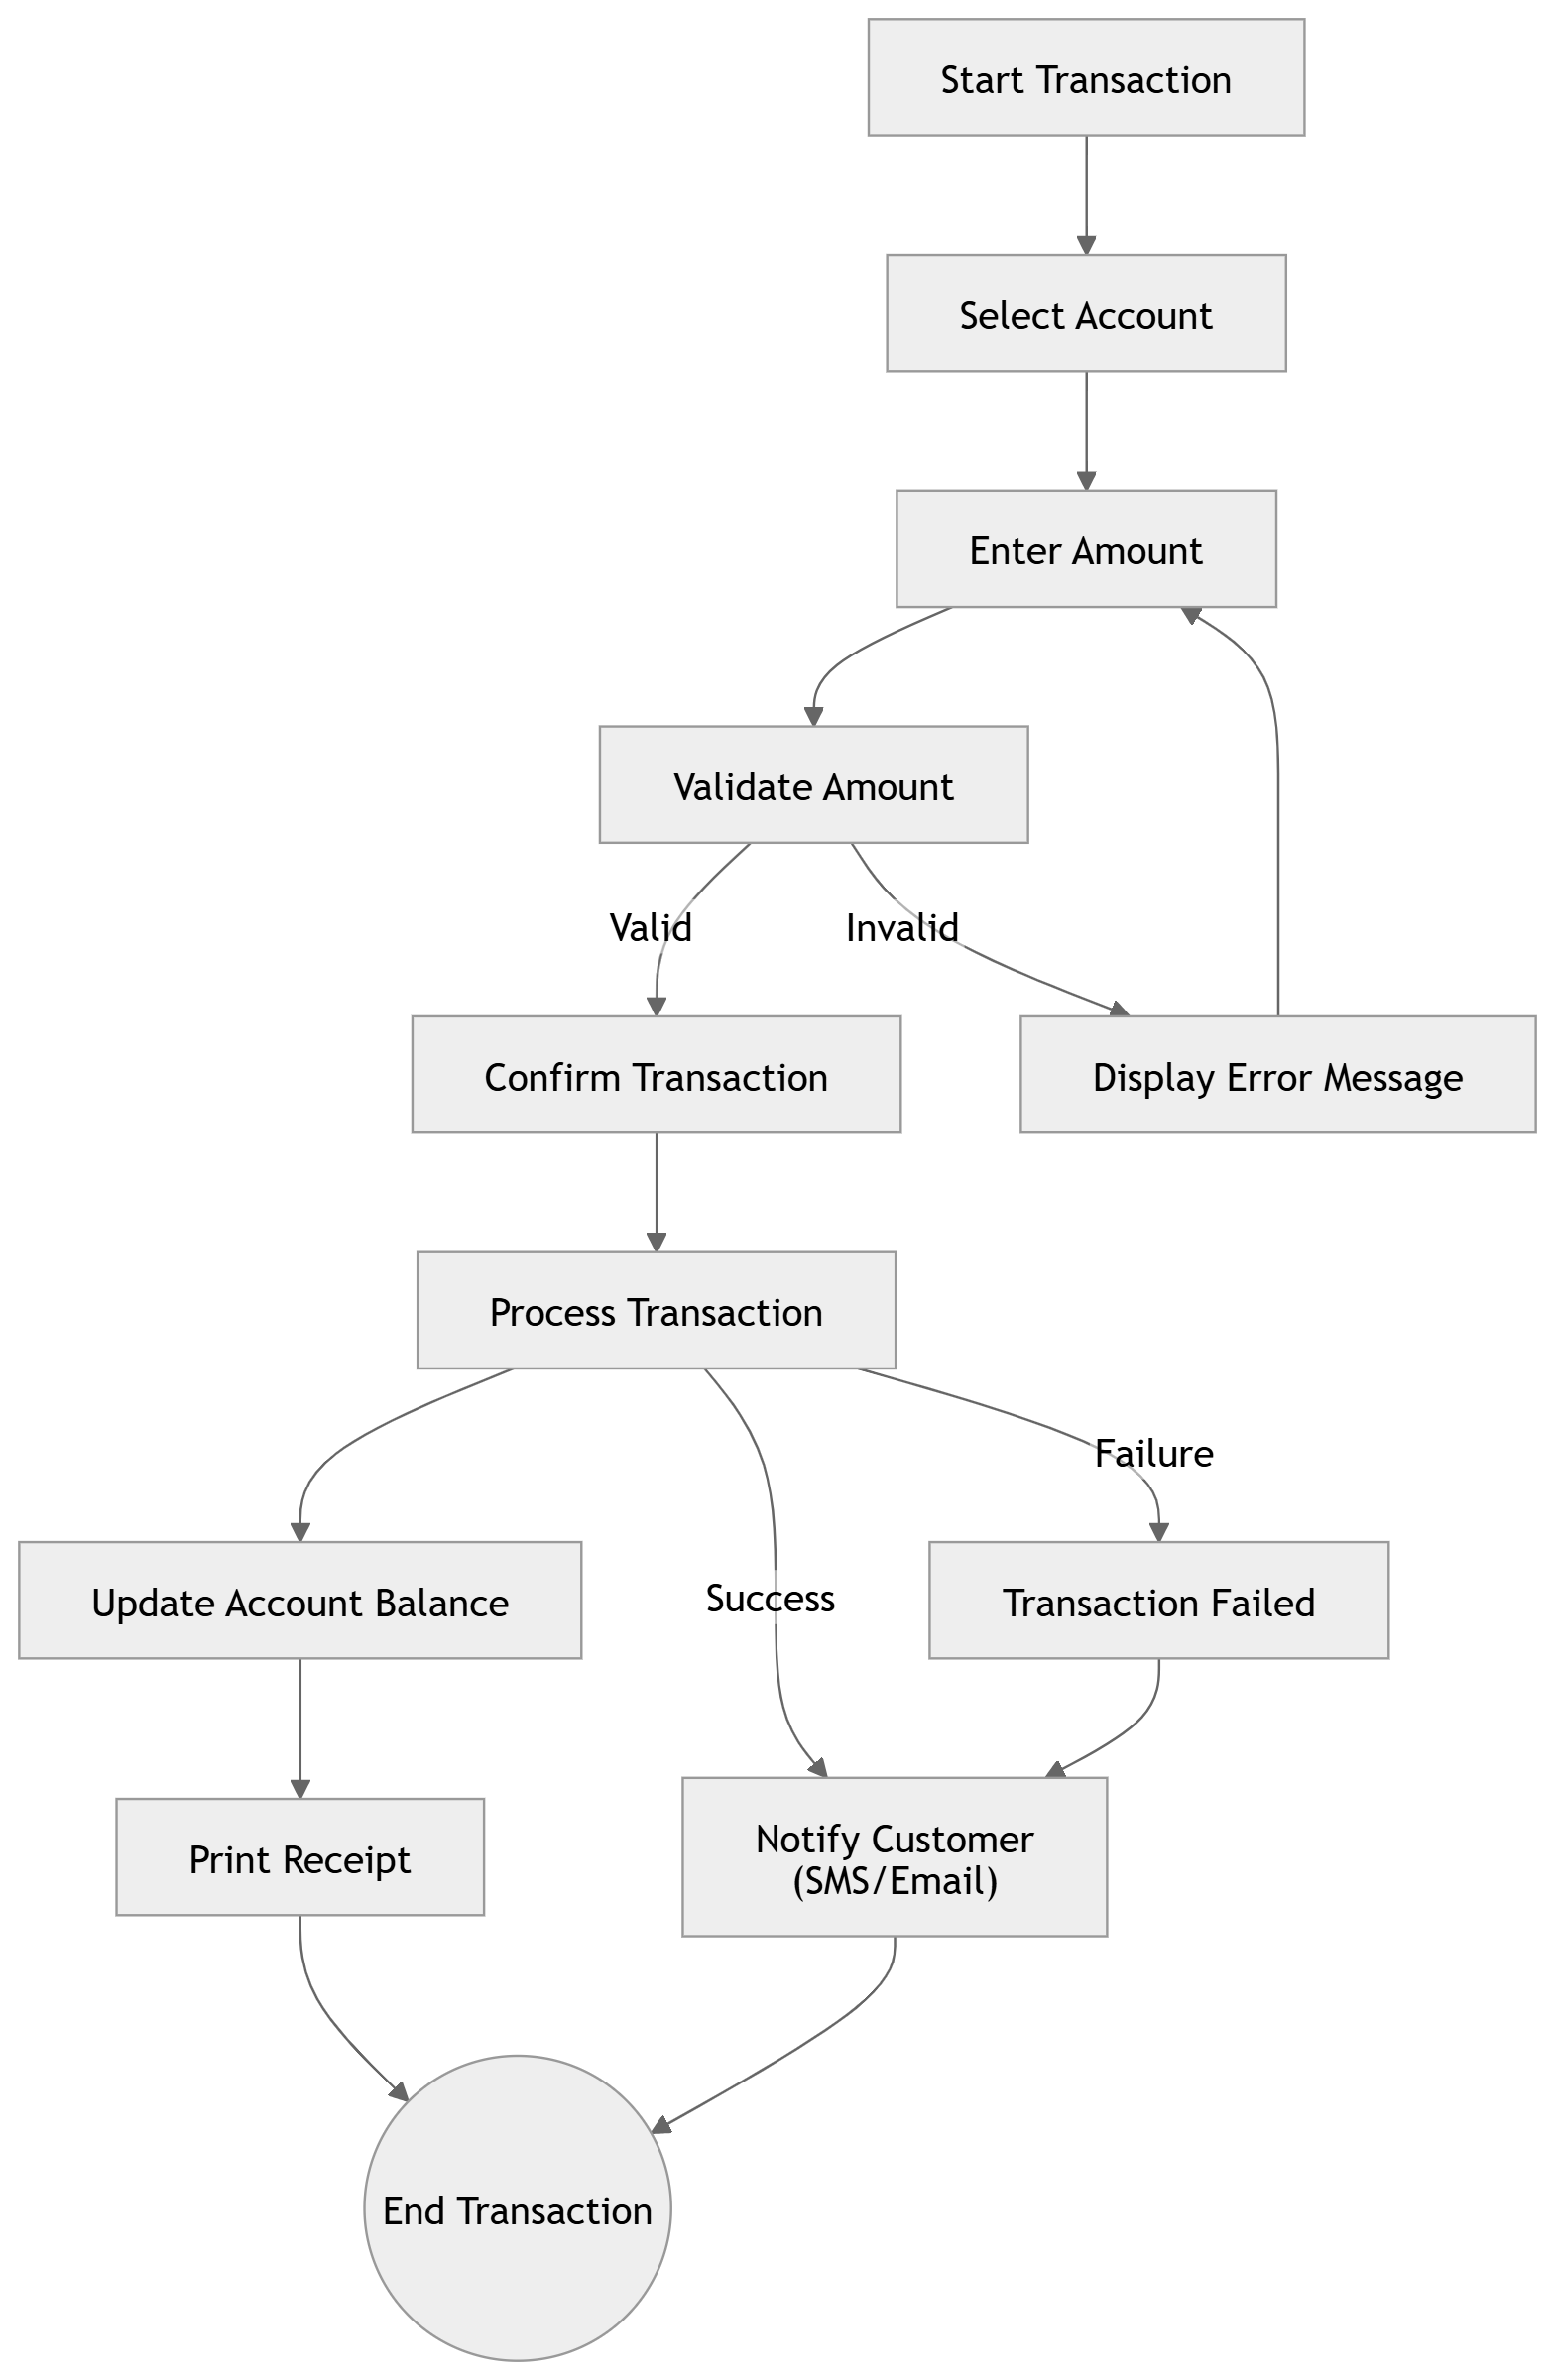 Start Transaction
Select Account
Enter Amount
Validate Amount
Valid
Invalid
Confirm Transaction
Display Error Message
Process Transaction
Failure
Success
Update Account Balance
Transaction Failed
Print Receipt
Notify Customer
(SMS/Email)
End Transaction